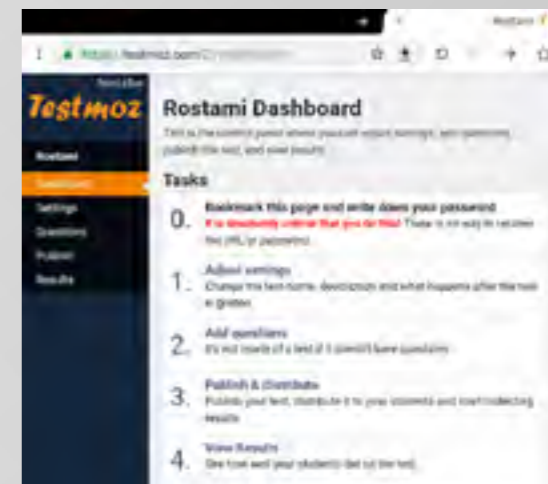 Rostami
https://testmoz.com/
Testmoz
Rostami Dashboard
This is the control panel where you can adjust settings, add questions,
publish the test, and view results.
Rostami
Dashboard
Settings
Questions
Publish
Results
Tasks
0. Bookmark this page and write down your password
It is absolutely critical that you do this! There is no way to recover
this URL or password.
1. Adjust settings
Change the test name, description and what happens after the test
is graded.
2. Add questions
It's not much of a test if it doesn't have questions.
3. Publish & Distribute
Publish your test, distribute it to your students and start collecting
results.
4. View Results
See how well your students did on the test.